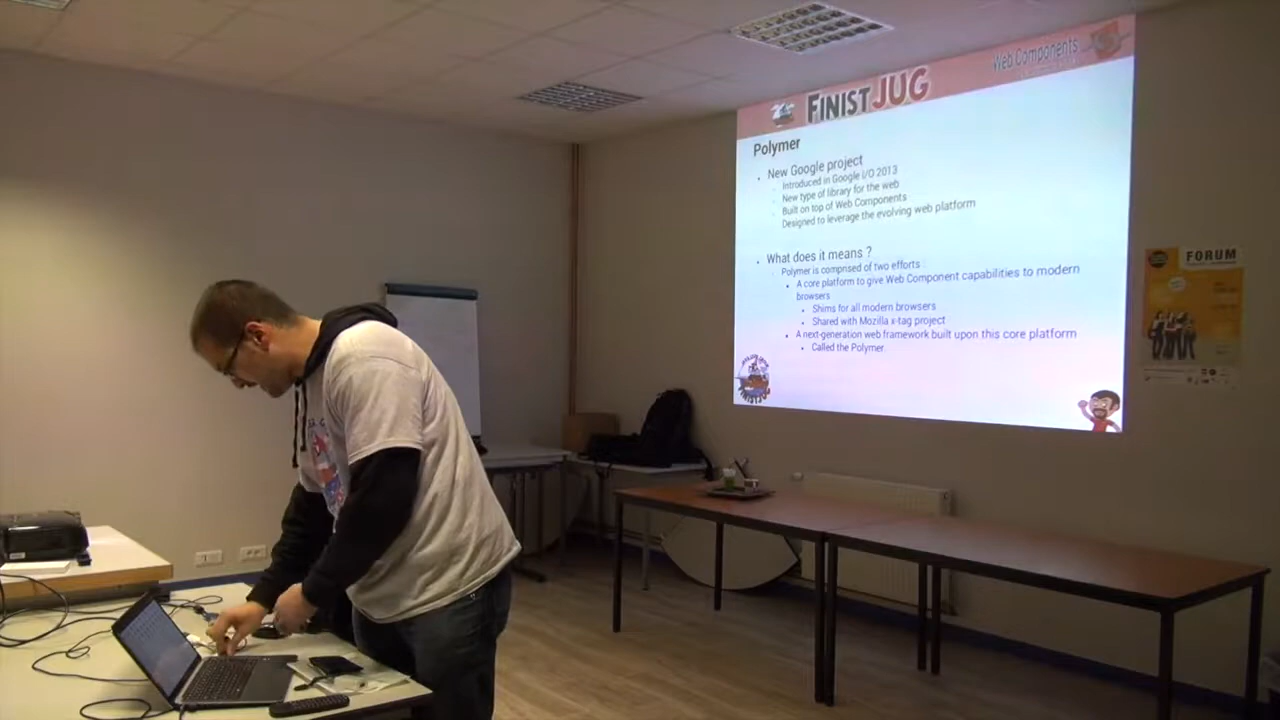 Web Components
FINISTJUG
Polymer
New Google project
Introduced in Google I/O 2013
New type of library for the web
Built on top of Web Components
Designed to leverage the evolving web platform
What does it means ?
Polymer is comprised of two efforts :
A core platform to give Web Component capabilities to modern
browsers
Shims for all modern browsers
Shared with Mozilla x-tag project
A next-generation web framework built upon this core platform
Called the Polymer
FINISTJUG
FORUM